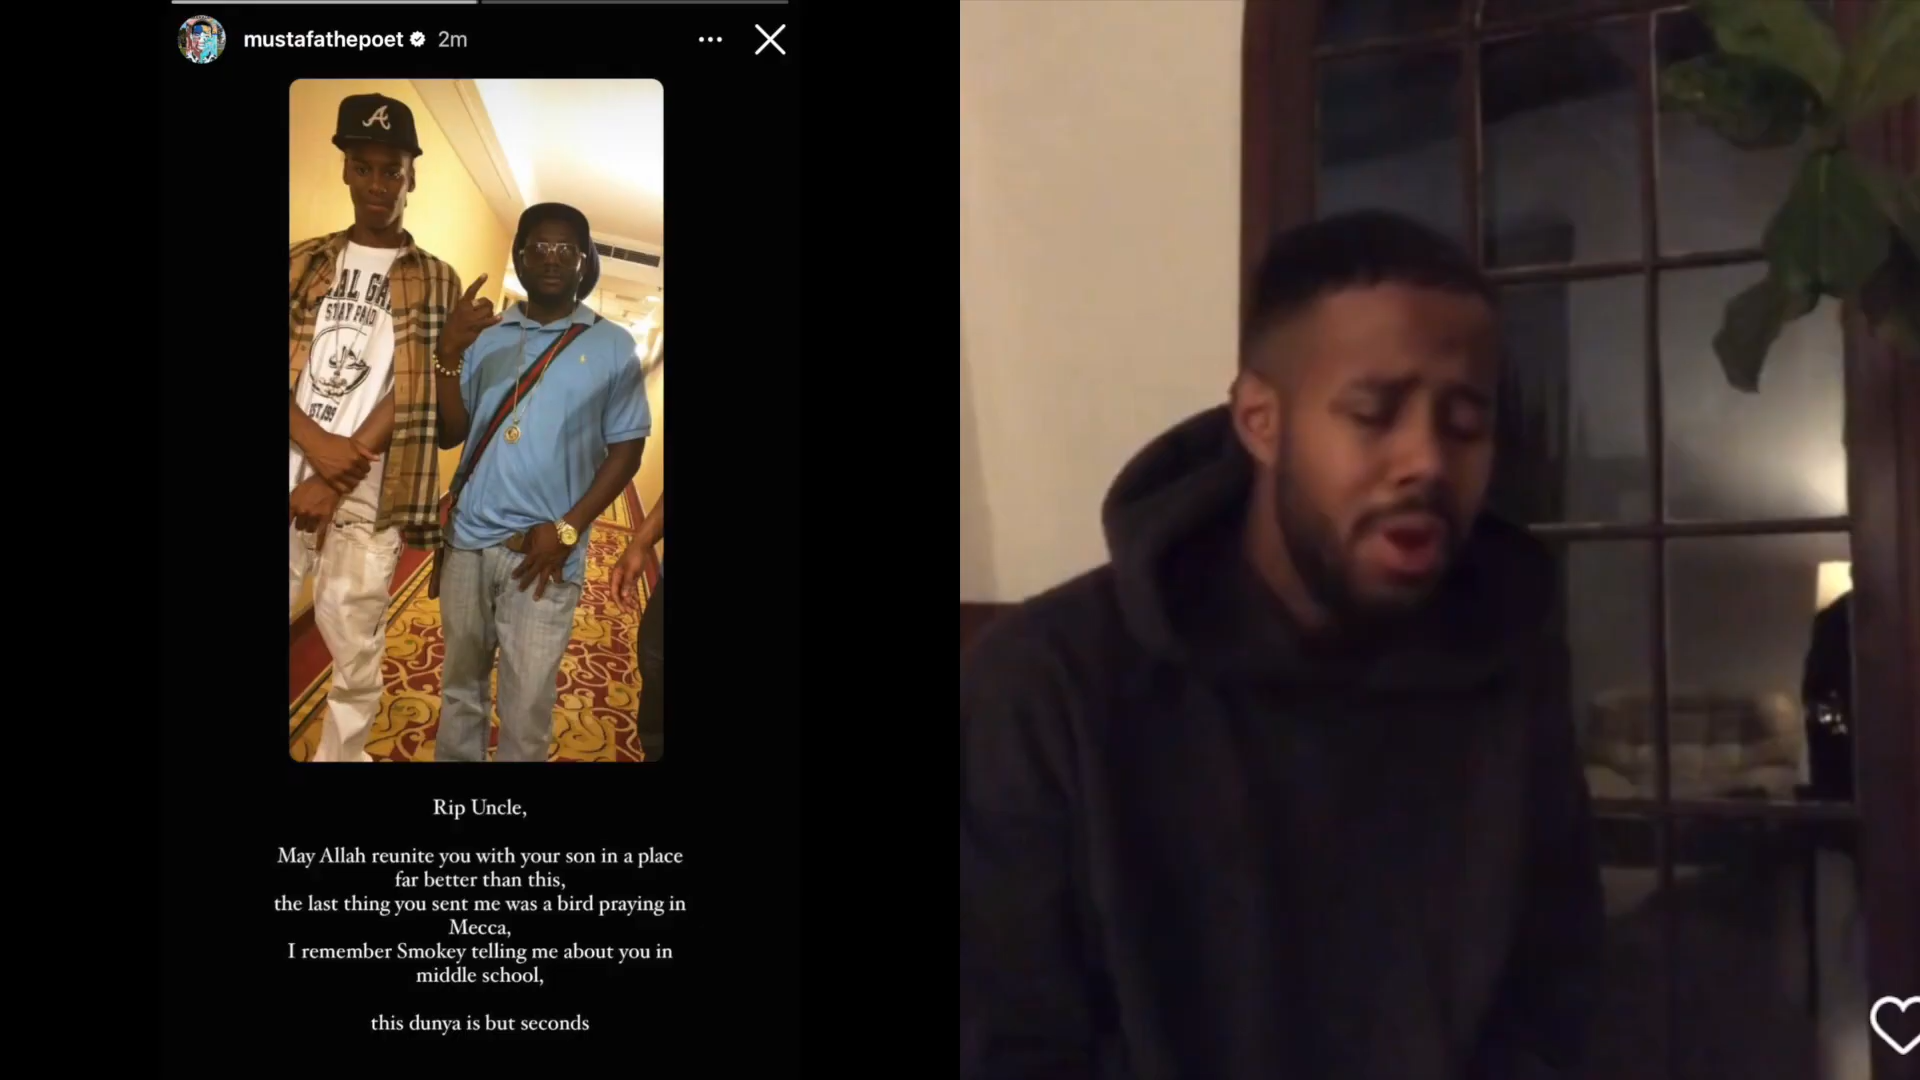 mustafathepoet 2m
A
STAY PAID
Rip Uncle,
May Allah reunite you with your son in a place
far better than this,
the last thing you sent me was a bird praying in
Mecca,
I remember Smokey telling me about you in
middle school,
this dunya is but seconds